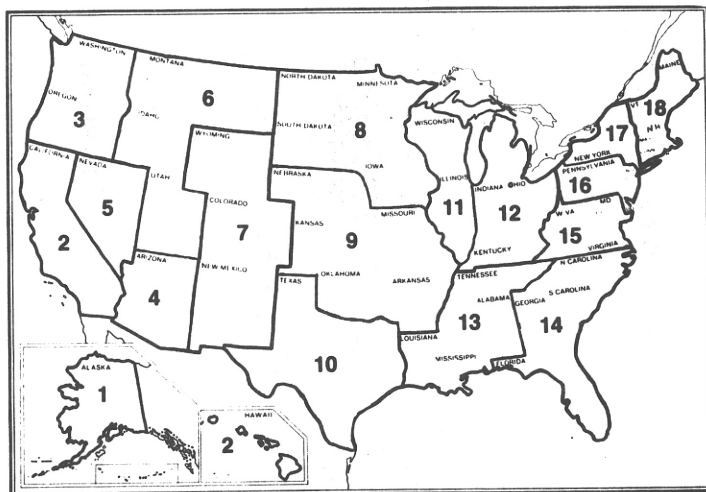 WASHINGTON
MONTANA
NORTH DAKOTA
MINNESOTA
MAINE
OREGON
3
IDAHO
6
SOUTH DAKOTA
8
WISCONSIN
VT
18
N H
17
WYOMING
CALIFORNIA
NEVADA
UTAH
NEBRASKA
IOWA
ILLINOIS
INDIANA
OHIO
NEW YORK
PENNSYLVANIA
16
5
COLORADO
KANSAS
MISSOURI
11
12
W VA
MD
2
7
9
15
KENTUCKY
VIRGINIA
ARIZONA
NEW MEXICO
TEXAS
OKLAHOMA
ARKANSAS
TENNESSEE
N CAROLINA
4
ALABAMA
GEORGIA
S CAROLINA
13
14
LOUISIANA
MISSISSIPPI
FLORIDA
10
ALASKA
1
HAWAII
2